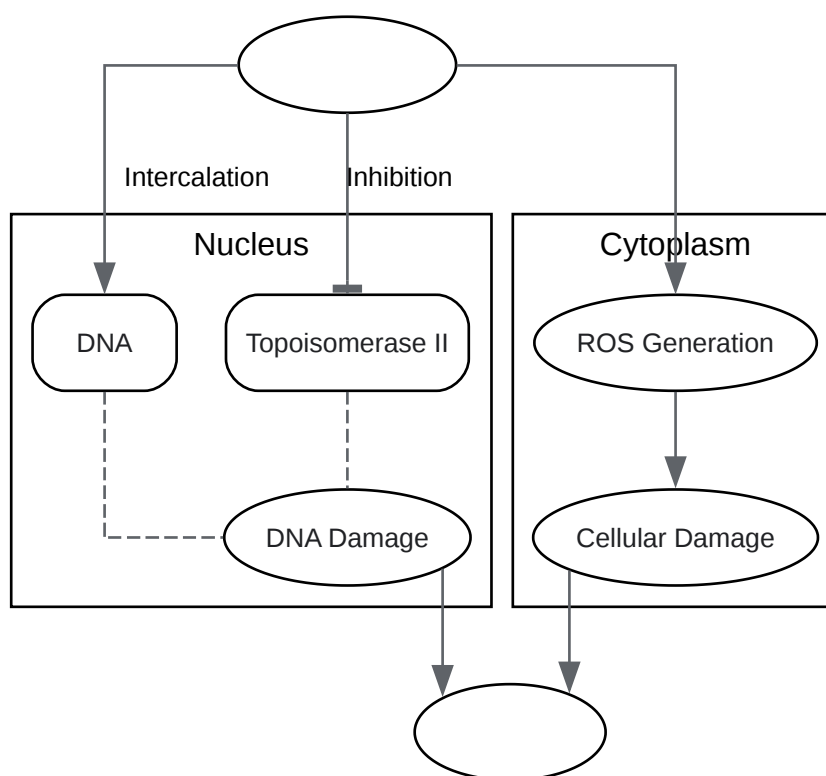 Intercalation
Inhibition
Nucleus
Cytoplasm
DNA
Topoisomerase II
ROS Generation
DNA Damage
Cellular Damage